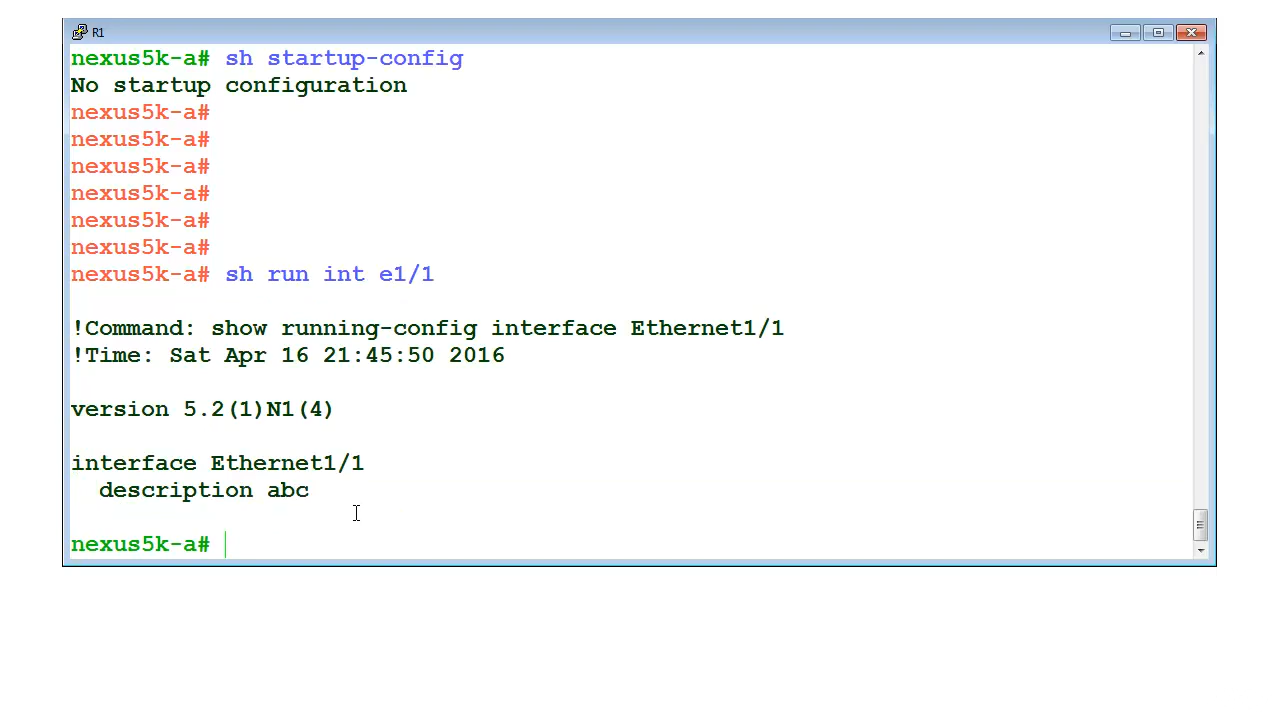 R1
nexus5k-a# sh startup-config
No startup configuration
nexus5k-a#
nexus5k-a#
nexus5k-a#
nexus5k-a#
nexus5k-a#
nexus5k-a#
nexus5k-a# sh run int e1/1
!Command: show running-config interface Ethernet1/1
!Time: Sat Apr 16 21:45:50 2016
version 5.2(1)N1(4)
interface Ethernet1/1
  description abc
nexus5k-a#